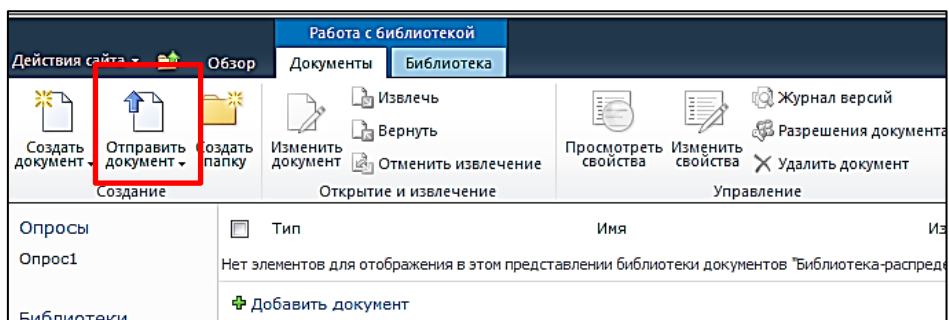 Работа с библиотекой
Действия сайта Обзор Документы Библиотека
Создать документ
Отправить документ
Создать папку
Создание
Изменить документ
Извлечь
Вернуть
Отменить извлечение
Открытие и извлечение
Просмотреть свойства
Изменить свойства
Журнал версий
Разрешения документа
Удалить документ
Управление
Опросы
Опрос1
Библиотеки
Тип Имя Из
Нет элементов для отображения в этом представлении библиотеки документов "Библиотека-распреде
Добавить документ